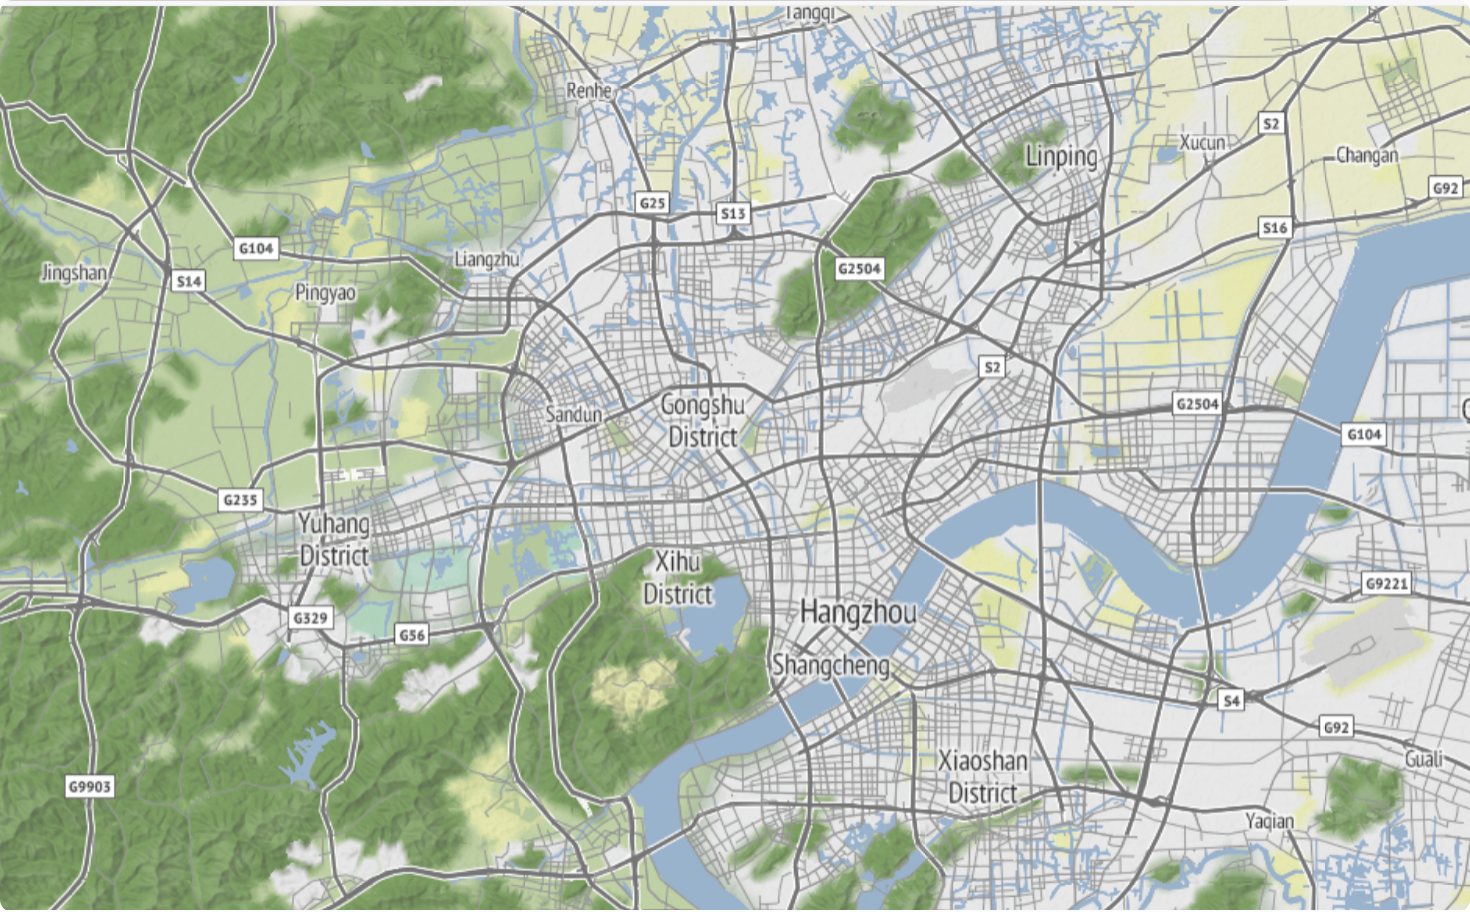 Tangqi
Renhe
S2
Xucun
Linping
Changan
G92
G25
S13
S16
G104
Liangzhu
G2504
Jingshan
S14
Pingyao
S2
G2504
Sandun
Gongshu
District
G104
G235
Yuhang
District
Xihu
District
G9221
G329
Hangzhou
G56
Shangcheng
S4
G92
Xiaoshan
District
Guali
G9903
Yaqian